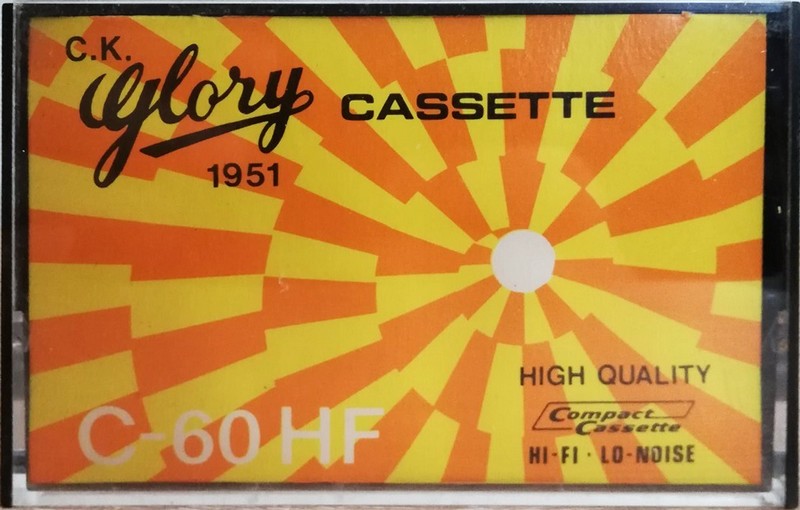 C.K.
Glory CASSETTE
1951
HIGH QUALITY
Compact
Cassette
HI-FI · LO-NOISE
C-60 HF